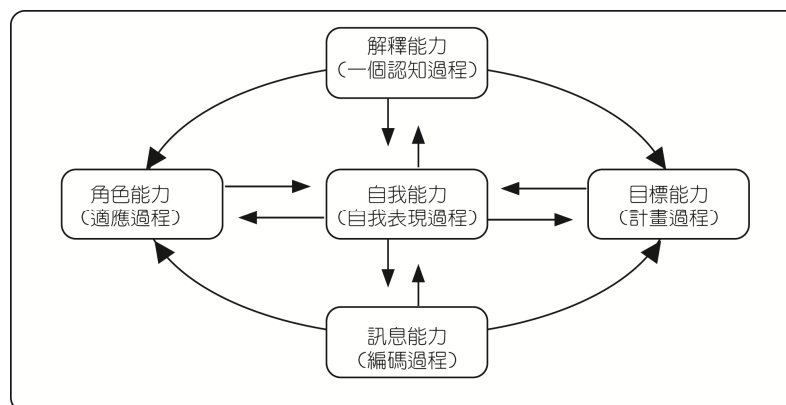 解釋能力
(一個認知過程)
角色能力
(適應過程)
自我能力
(自我表現過程)
目標能力
(計畫過程)
訊息能力
(編碼過程)